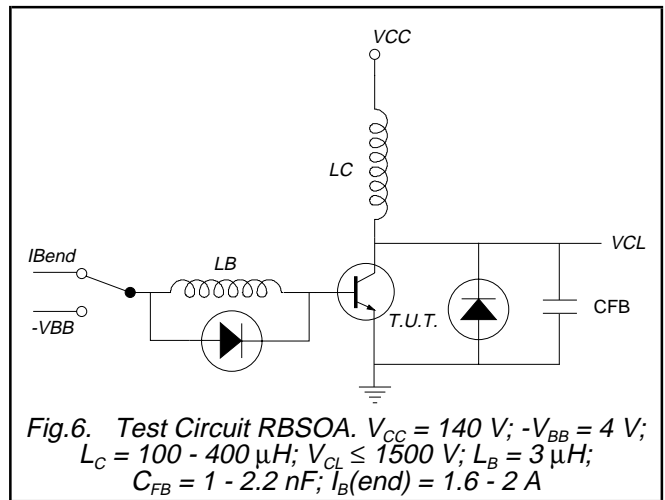 VCC
LC
IBend
LB
VCL
-VBB
T.U.T.
CFB
Fig.6. Test Circuit RBSOA. VCC = 140 V; -VBB = 4 V;
LC = 100 - 400 μH; VCL ≤ 1500 V; LB = 3 μH;
CFB = 1 - 2.2 nF; IB(end) = 1.6 - 2 A